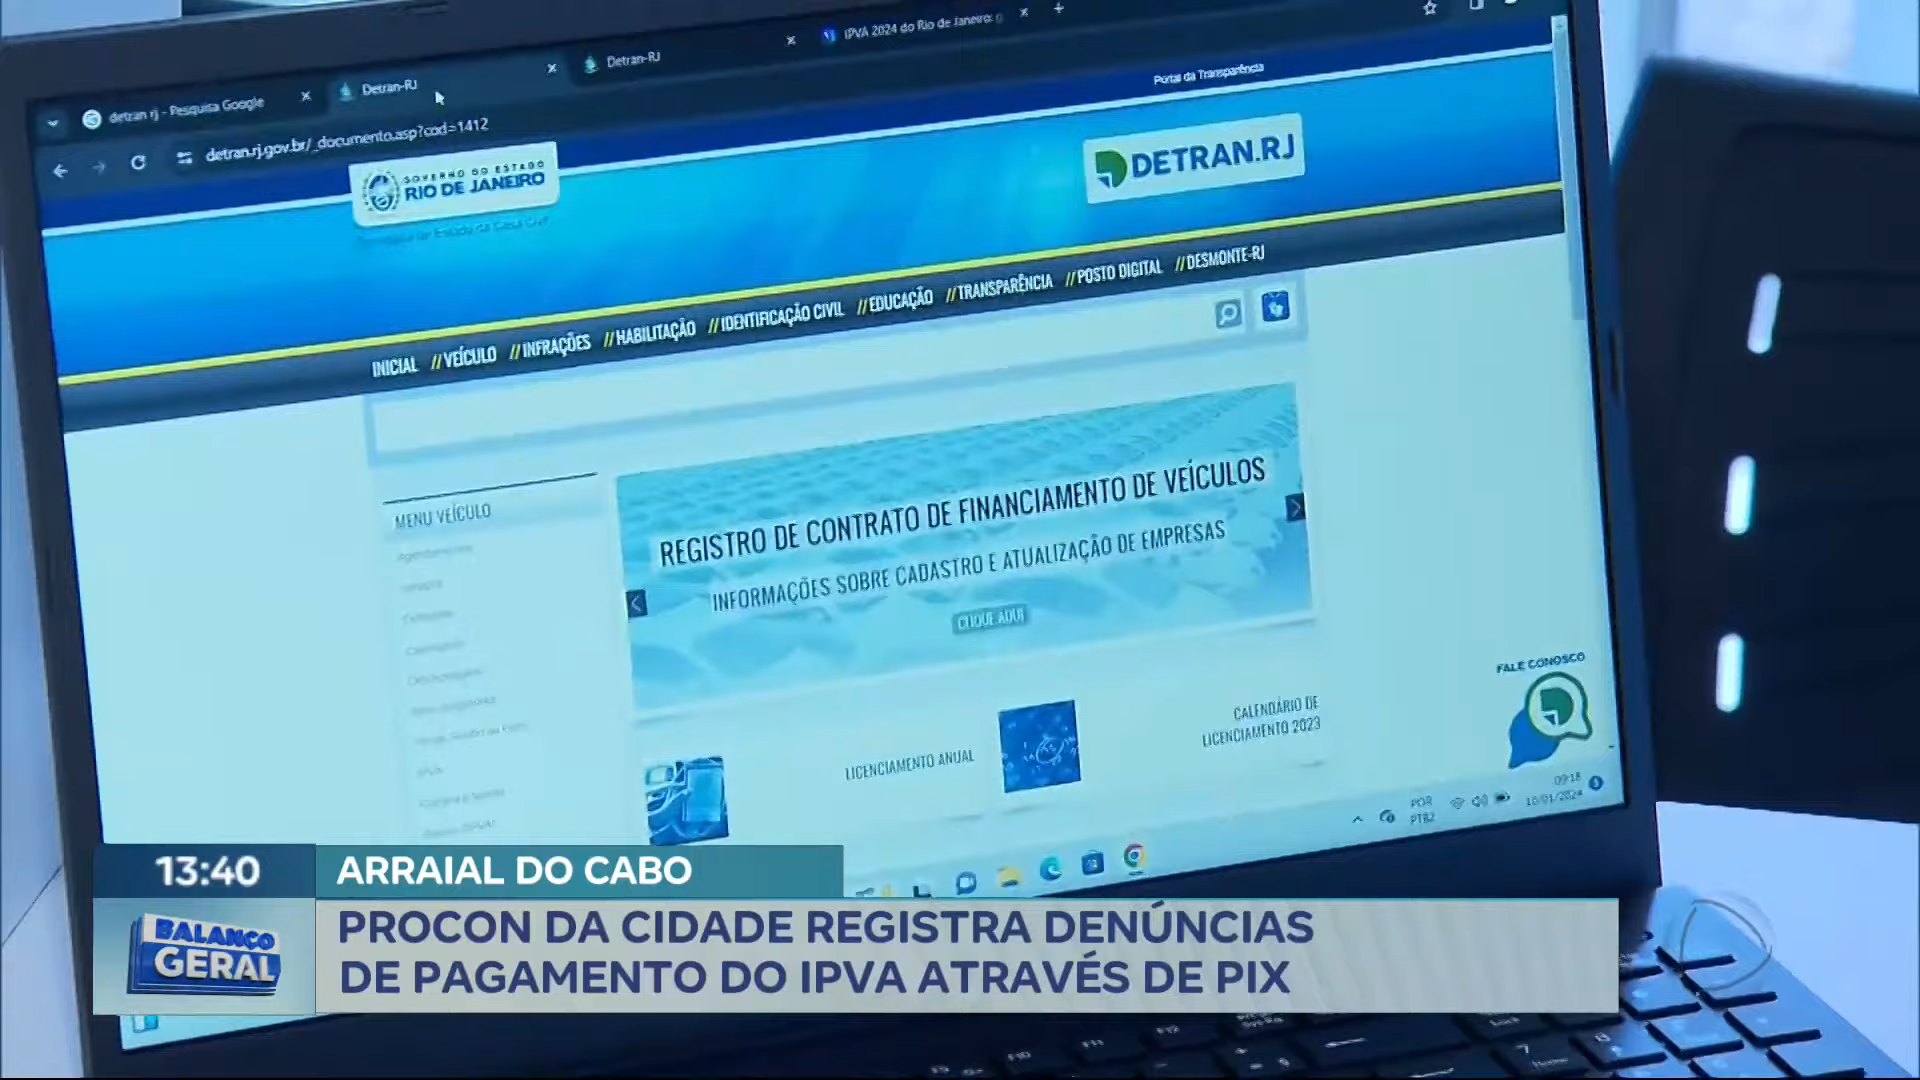 detran rj - Pesquisa Google
Detran-RJ
Detran-RJ
IPVA 2024 do Rio de Janeiro:
detran.rj.gov.br/_documento.asp?cod=1412
Portal da Transparência
GOVERNO DO ESTADO
RIO DE JANEIRO
DETRAN.RJ
INICIAL //VEÍCULO //INFRAÇÕES //HABILITAÇÃO //IDENTIFICAÇÃO CIVIL //EDUCAÇÃO //TRANSPARÊNCIA //POSTO DIGITAL //DESMONTE-RJ
MENU VEÍCULO
REGISTRO DE CONTRATO DE FINANCIAMENTO DE VEÍCULOS
INFORMAÇÕES SOBRE CADASTRO E ATUALIZAÇÃO DE EMPRESAS
CLIQUE AQUI
IPVA
LICENCIAMENTO ANUAL
CALENDÁRIO DE
LICENCIAMENTO 2023
FALE CONOSCO
POR
PTB2
09:18
10/01/2024
13:40
ARRAIAL DO CABO
BALANÇO
GERAL
PROCON DA CIDADE REGISTRA DENÚNCIAS
DE PAGAMENTO DO IPVA ATRAVÉS DE PIX
F10
F11
F12